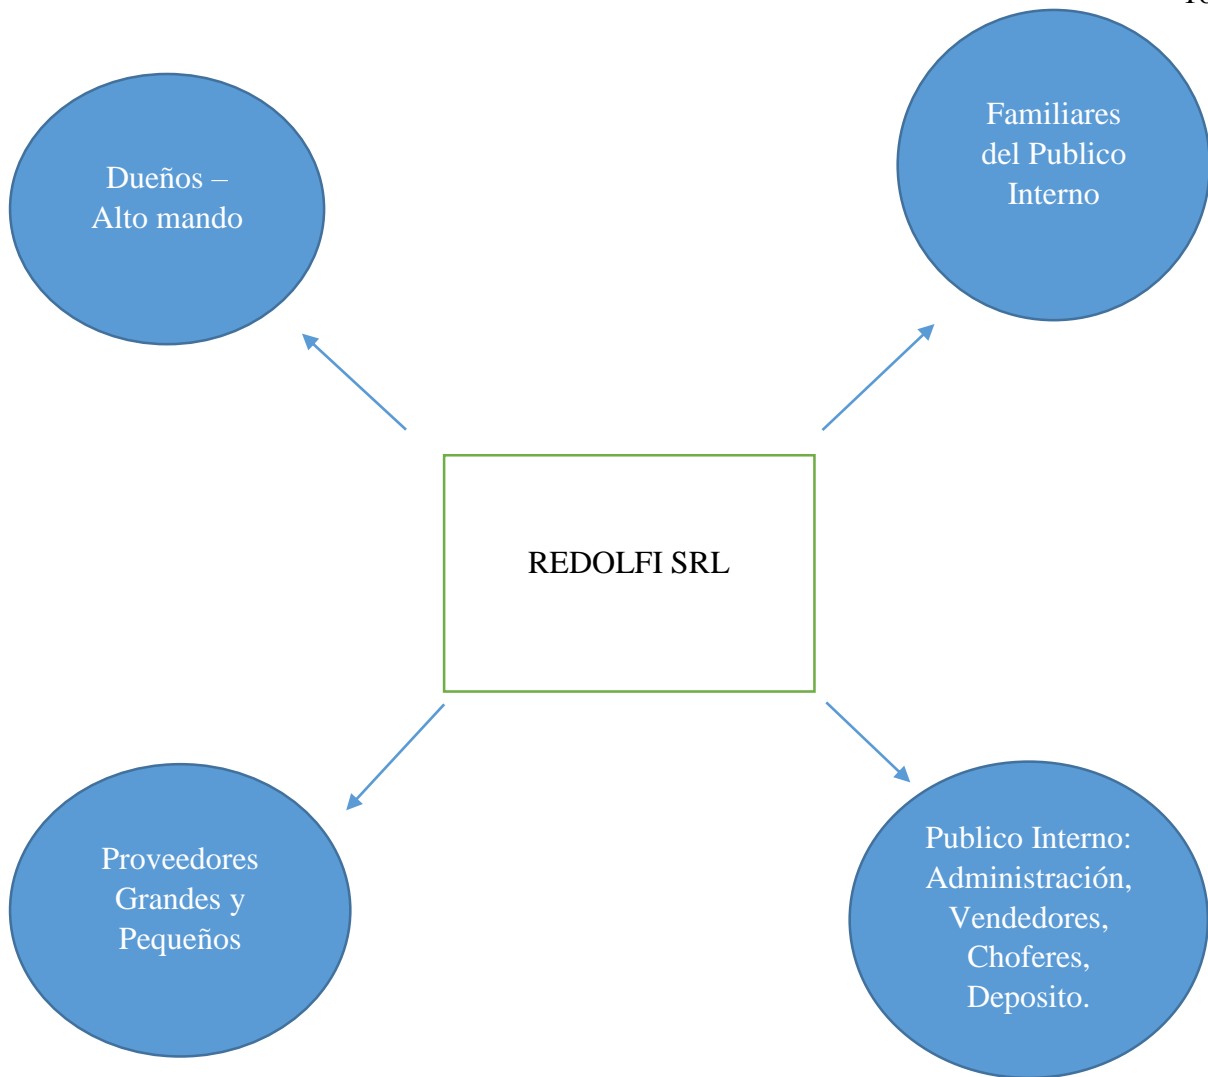 Familiares
del Publico
Interno
Dueños –
Alto mando
REDOLFI SRL
Proveedores
Grandes y
Pequeños
Publico Interno:
Administración,
Vendedores,
Choferes,
Deposito.